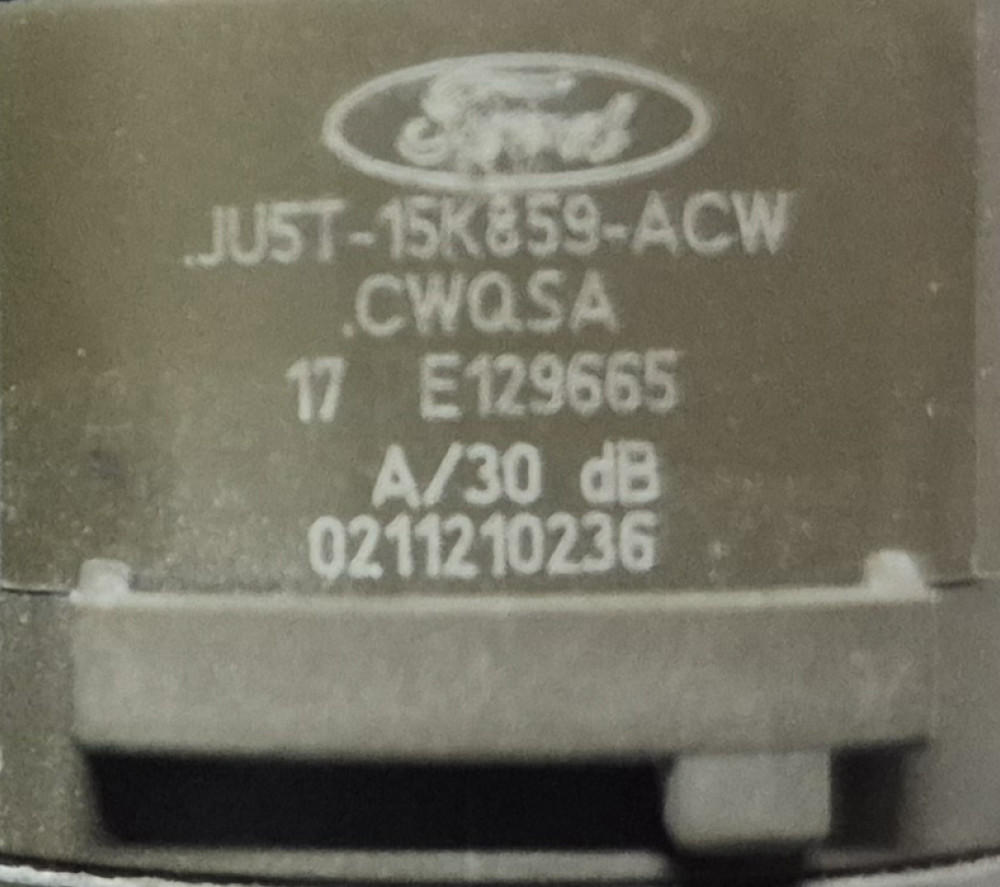 Ford
.JU5T-15K859-ACW
.CWQSA
17 E129665
A/30 dB
0211210236